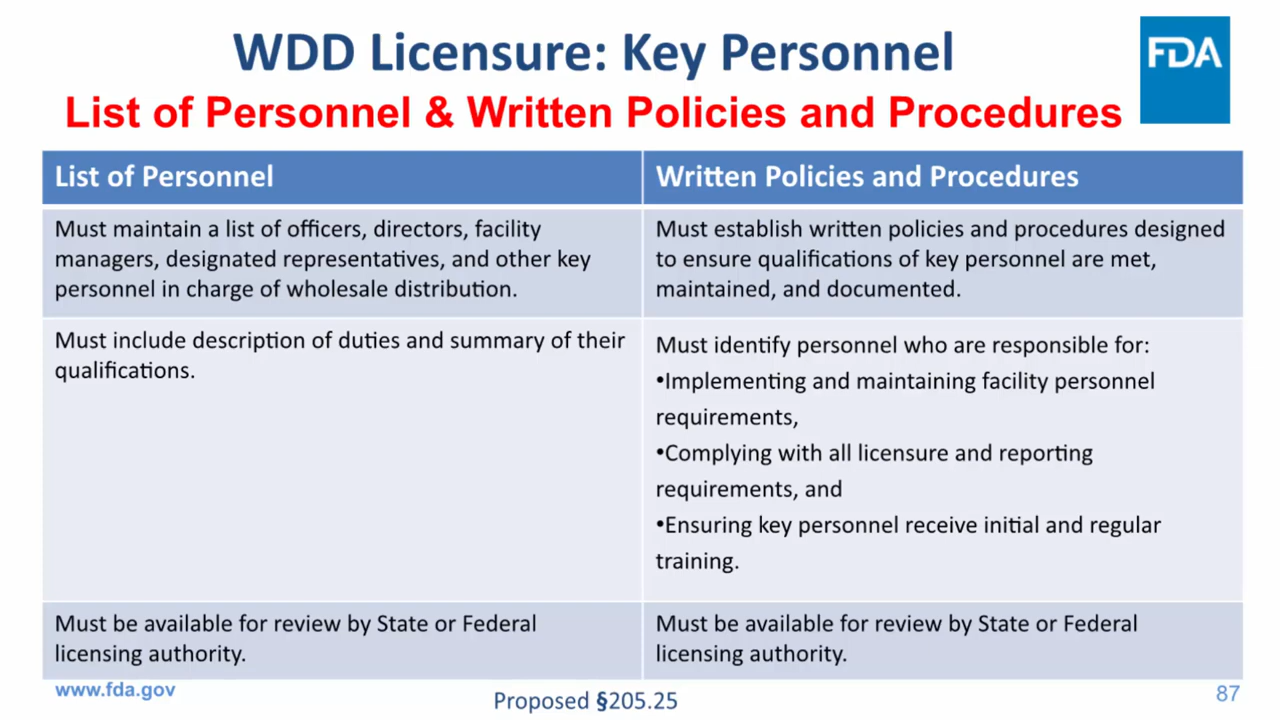 WDD Licensure: Key Personnel
FDA
List of Personnel & Written Policies and Procedures
List of Personnel
Written Policies and Procedures
Must maintain a list of officers, directors, facility
managers, designated representatives, and other key
personnel in charge of wholesale distribution.
Must establish written policies and procedures designed
to ensure qualifications of key personnel are met,
maintained, and documented.
Must include description of duties and summary of their
qualifications.
Must identify personnel who are responsible for:
•Implementing and maintaining facility personnel
requirements,
•Complying with all licensure and reporting
requirements, and
•Ensuring key personnel receive initial and regular
training.
Must be available for review by State or Federal
licensing authority.
Must be available for review by State or Federal
licensing authority.
www.fda.gov
Proposed §205.25
87